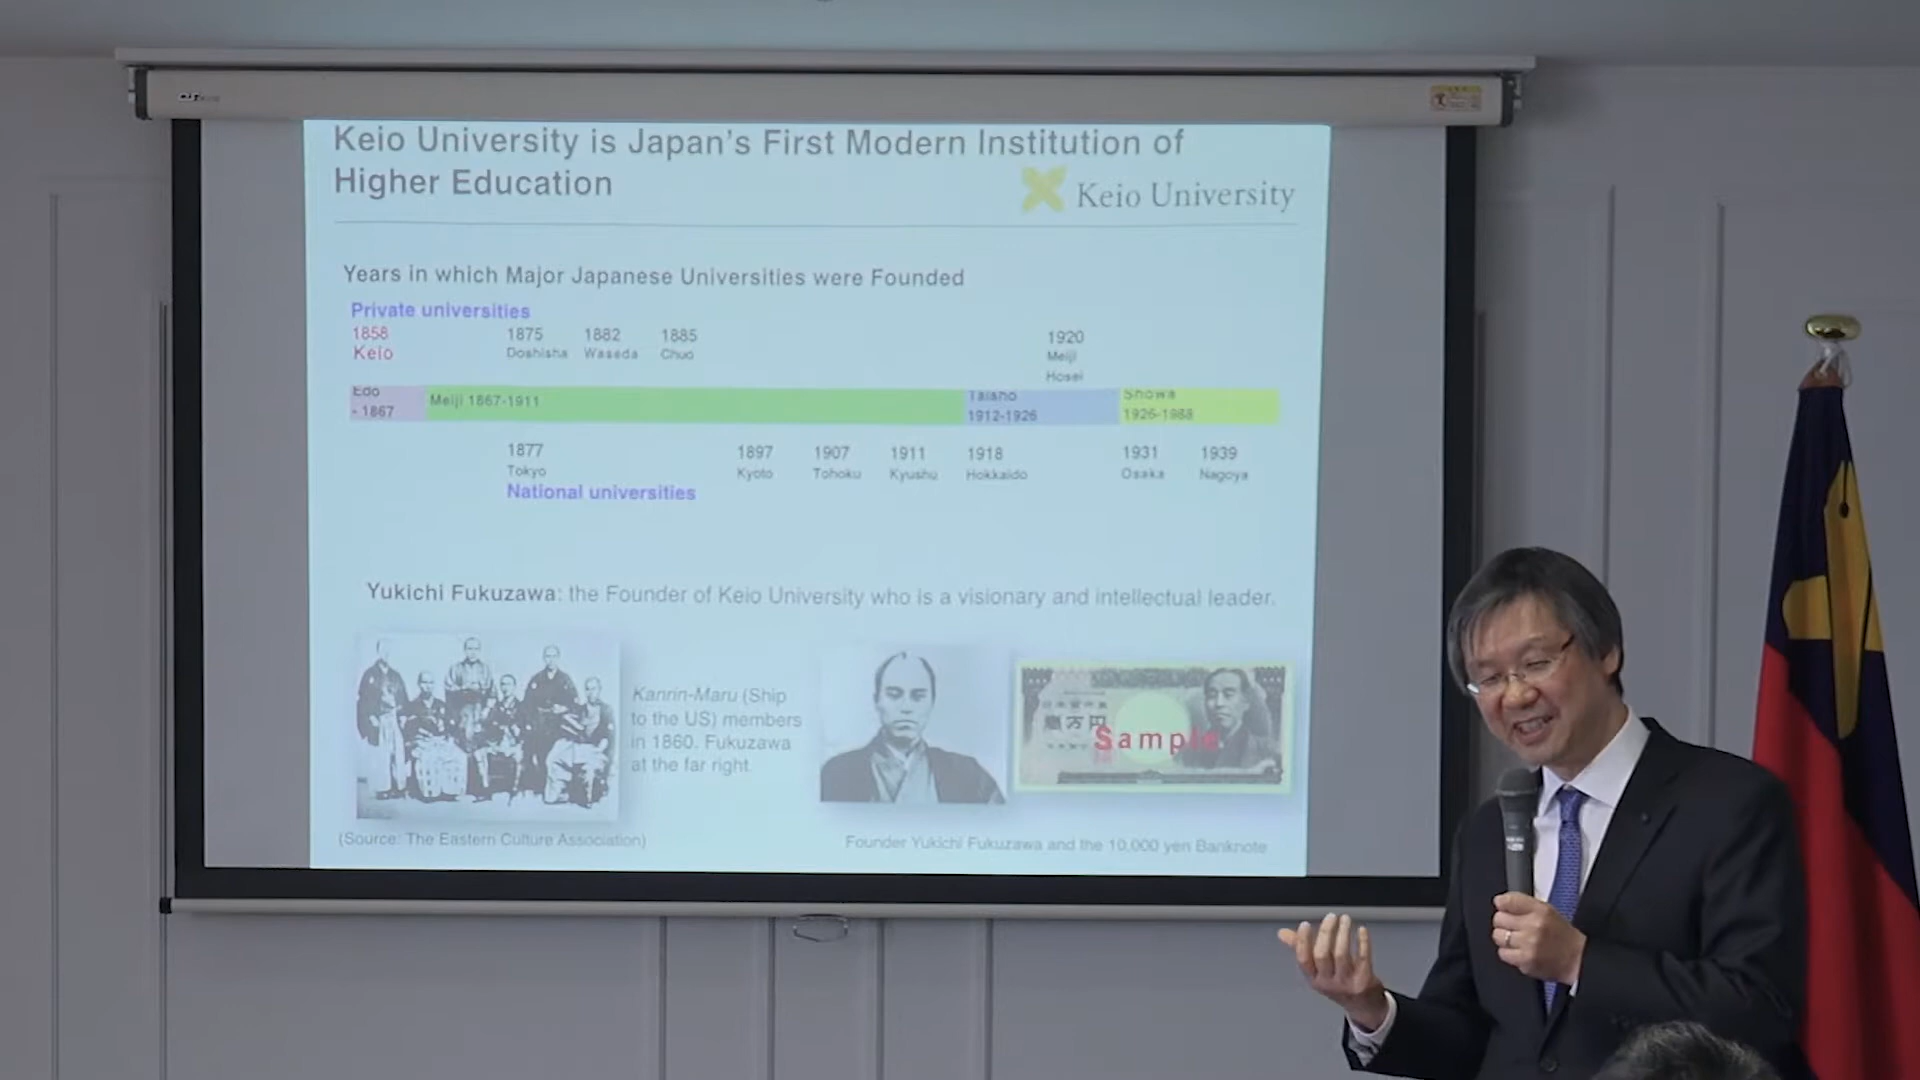 Keio University is Japan's First Modern Institution of
Higher Education
Keio University
Years in which Major Japanese Universities were Founded
Private universities
1858 1875 1882 1885 1920
Keio Doshisha Waseda Chuo Meiji
Hosei
Edo Meiji 1867-1911 Taisho Showa
- 1867 1912-1926 1926-1988
1877 1897 1907 1911 1918 1931 1939
Tokyo Kyoto Tohoku Kyushu Hokkaido Osaka Nagoya
National universities
Yukichi Fukuzawa: the Founder of Keio University who is a visionary and intellectual leader.
Kanrin-Maru (Ship
to the US) members
in 1860. Fukuzawa
at the far right.
壱万円
Sample
(Source: The Eastern Culture Association)
Founder Yukichi Fukuzawa and the 10,000 yen Banknote